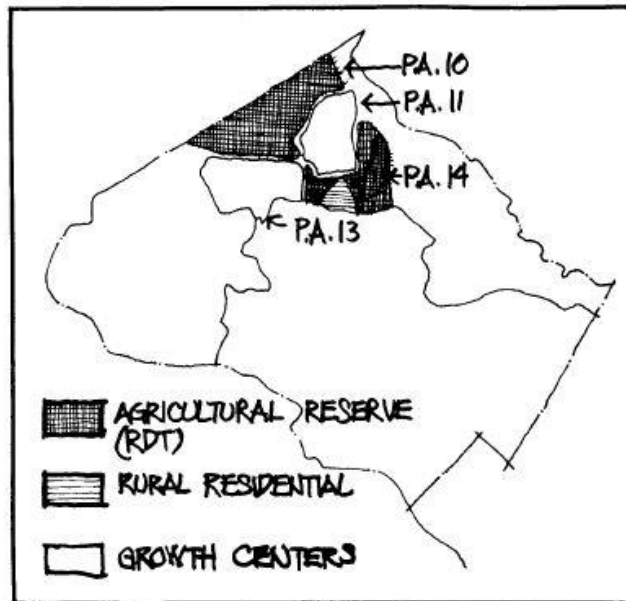 P.A. 10
P.A. 11
P.A. 14
P.A. 13
AGRICULTURAL RESERVE
(RDT)
RURAL RESIDENTIAL
GROWTH CENTERS